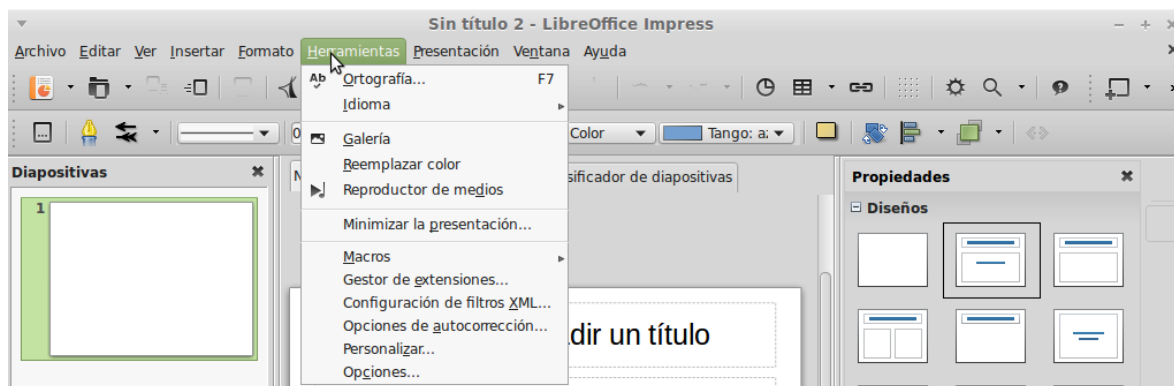 Sin título 2 - LibreOffice Impress
Archivo Editar Ver Insertar Formato Herramientas Presentación Ventana Ayuda
Ortografía... F7
Idioma
Color Tango: a:
Galería
Reemplazar color
Reproductor de medios
Minimizar la presentación...
Macros
Gestor de extensiones...
Configuración de filtros XML...
Opciones de autocorrección...
Personalizar...
Opciones...
Diapositivas
sificador de diapositivas
1
dir un título
Propiedades
Diseños